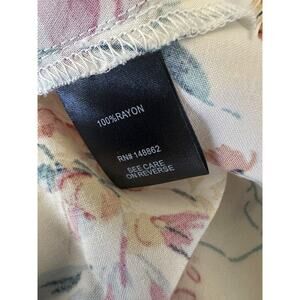 100%RAYON
RN# 148862
SEE CARE
ON REVERSE